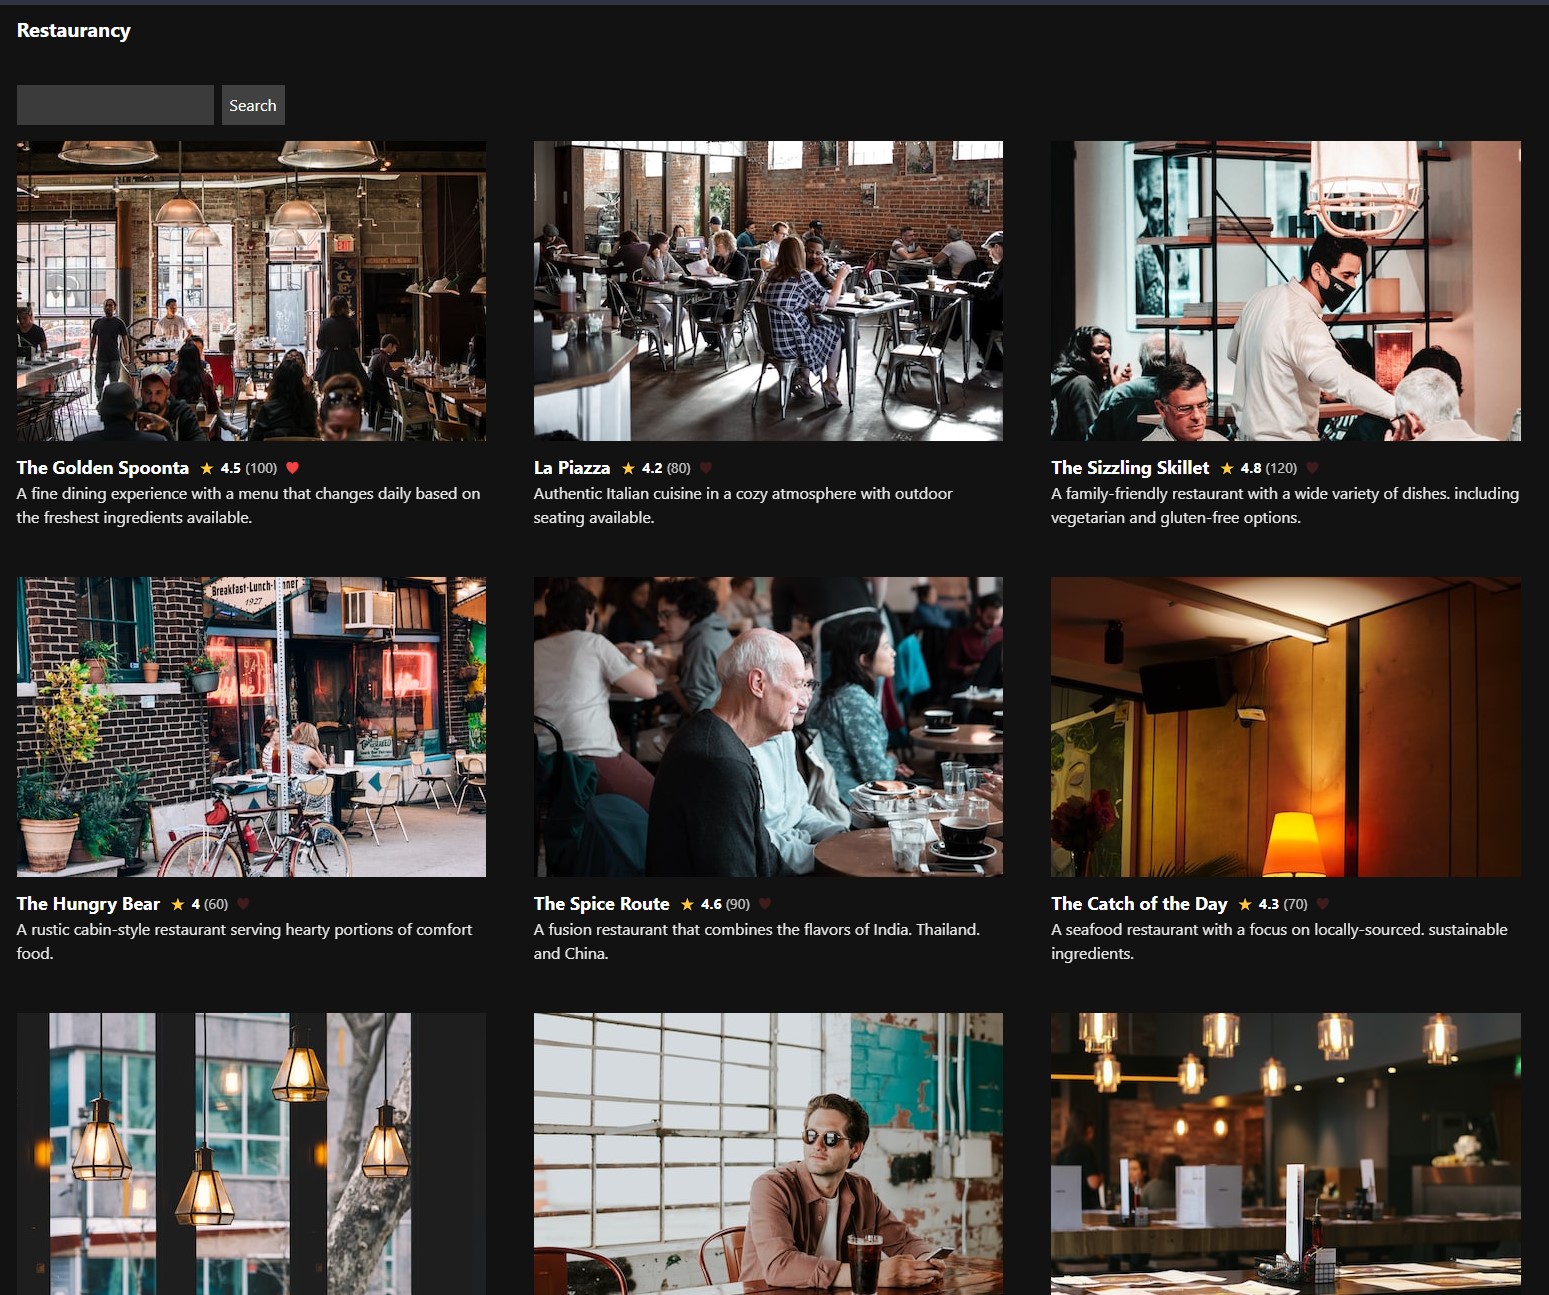 Restaurancy
Search
EXIT
The Golden Spoonta ★ 4.5 (100) ♥
A fine dining experience with a menu that changes daily based on
the freshest ingredients available.
La Piazza ★ 4.2 (80) ♥
Authentic Italian cuisine in a cozy atmosphere with outdoor
seating available.
The Sizzling Skillet ★ 4.8 (120) ♥
A family-friendly restaurant with a wide variety of dishes. including
vegetarian and gluten-free options.
Breakfast-Lunch-
1927
The Hungry Bear ★ 4 (60) ♥
A rustic cabin-style restaurant serving hearty portions of comfort
food.
The Spice Route ★ 4.6 (90) ♥
A fusion restaurant that combines the flavors of India. Thailand.
and China.
The Catch of the Day ★ 4.3 (70) ♥
A seafood restaurant with a focus on locally-sourced. sustainable
ingredients.